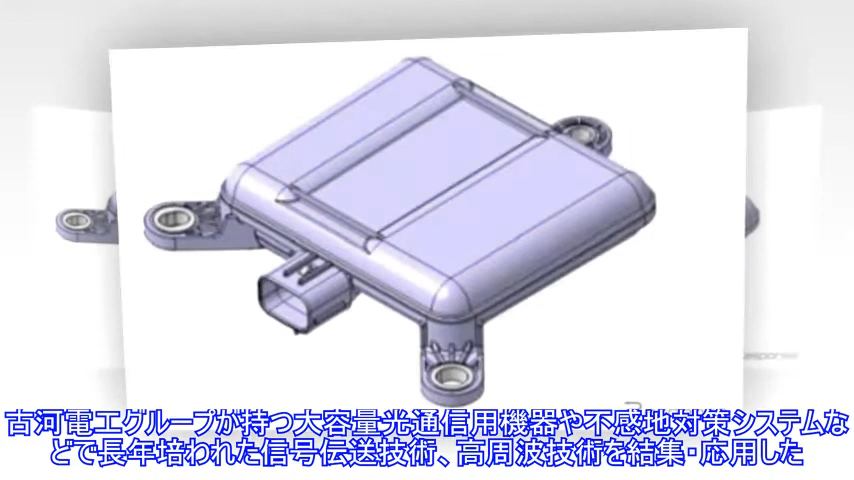 古河電工グループが持つ大容量光通信用機器や不感地対策システムな
どで長年培われた信号伝送技術、高周波技術を結集・応用した